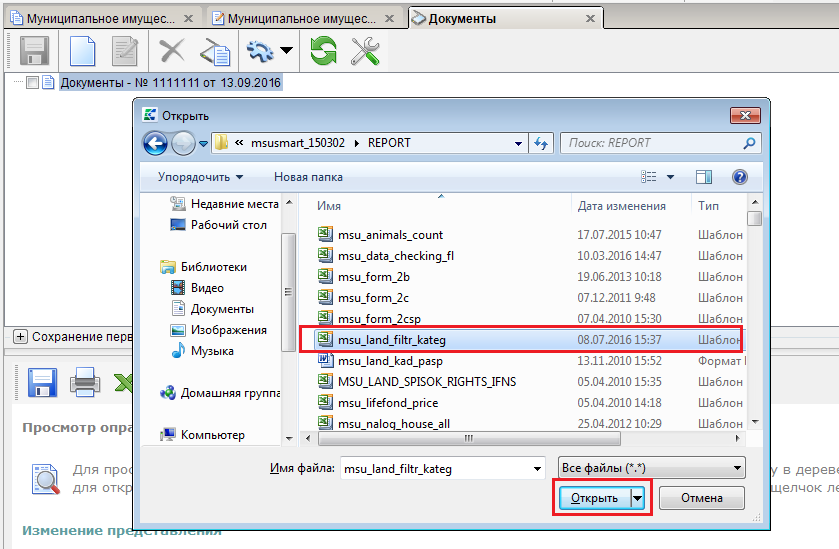 Муниципальное имущес...
Муниципальное имущес...
Документы
Документы - № 1111111 от 13.09.2016
Открыть
« msusmart_150302 REPORT
Поиск: REPORT
Упорядочить
Новая папка
Недавние места
Рабочий стол
Библиотеки
Видео
Документы
Изображения
Музыка
Домашняя группа
Компьютер
Имя Дата изменения Тип
msu_animals_count 17.07.2015 10:47 Шаблон
msu_data_checking_fl 10.03.2016 14:47 Шаблон
msu_form_2b 19.06.2013 10:18 Шаблон
msu_form_2c 07.12.2011 9:48 Шаблон
msu_form_2csp 07.04.2010 15:30 Шаблон
msu_land_filtr_kateg 08.07.2016 15:37 Шаблон
msu_land_kad_pasp 13.11.2010 15:52 Формат
MSU_LAND_SPISOK_RIGHTS_IFNS 05.04.2010 15:35 Шаблон
msu_lifefond_price 05.04.2010 14:18 Шаблон
msu_nalog_house_all 25.04.2012 10:29 Шаблон
Имя файла: msu_land_filtr_kateg Все файлы (*.*)
Открыть Отмена
Сохранение перв
Просмотр опра
Для прос
у в дереве
для откр
щелчок ле
Изменение представления